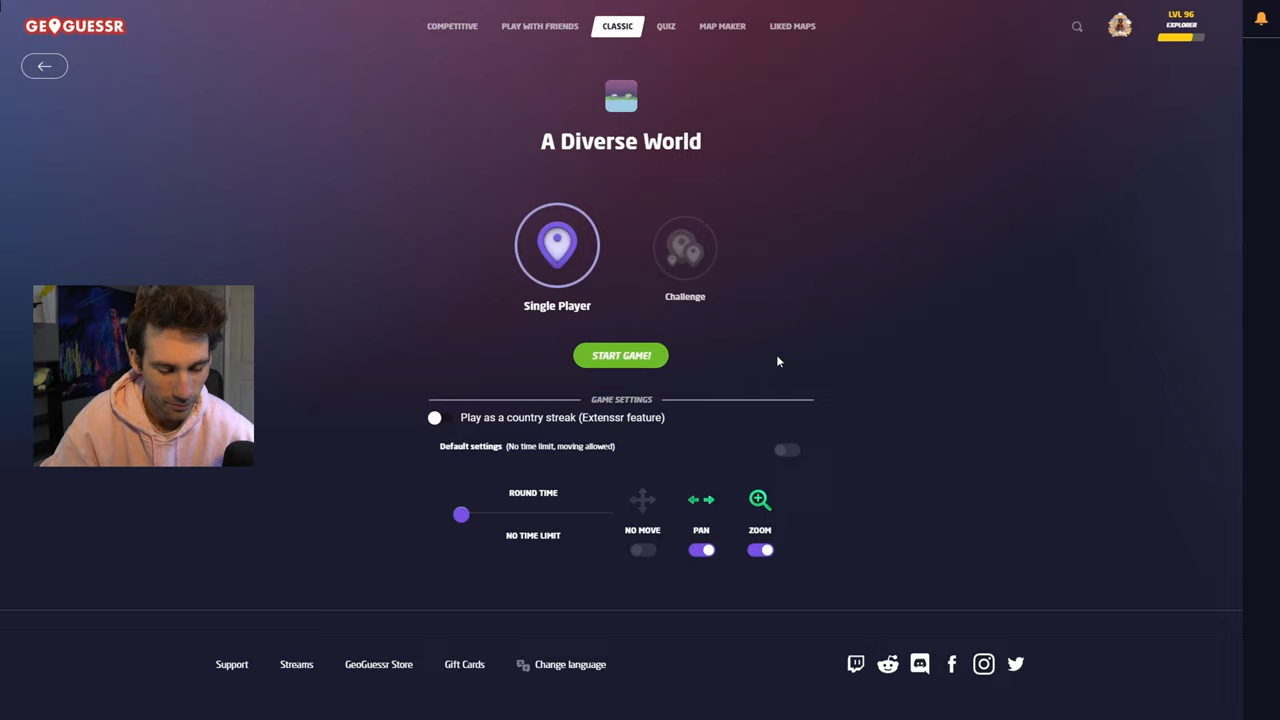 GEOGUESSR
COMPETITIVE
PLAY WITH FRIENDS
CLASSIC
QUIZ
MAP MAKER
LIKED MAPS
LVL 96
EXPLORER
A Diverse World
Single Player
Challenge
START GAME!
GAME SETTINGS
Play as a country streak (Extenssr feature)
Default settings (No time limit, moving allowed)
ROUND TIME
NO TIME LIMIT
NO MOVE
PAN
ZOOM
Support
Streams
GeoGuessr Store
Gift Cards
Change language